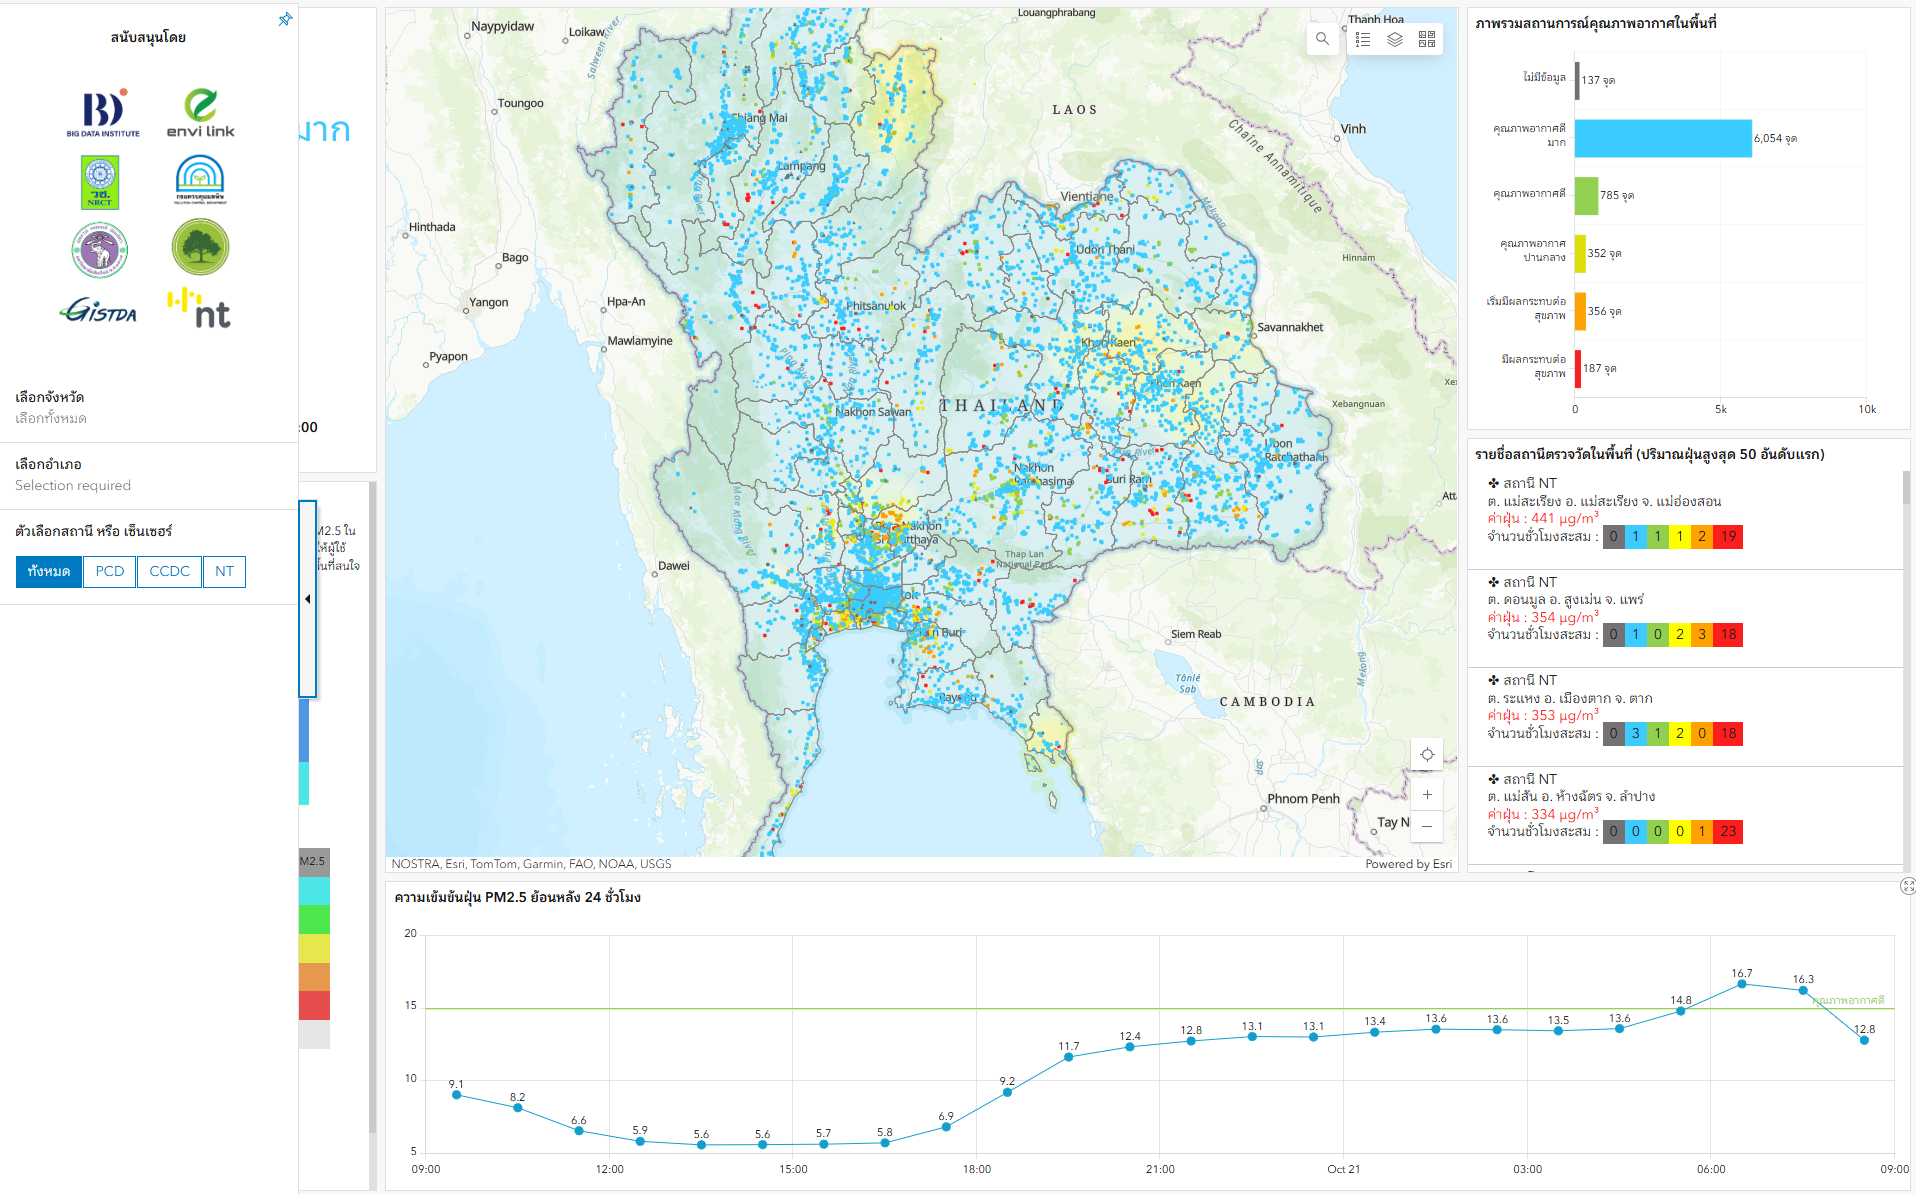 สนับสนุนโดย
BIG DATA INSTITUTE
envi link
วช.
NRCT
กรมควบคุมมลพิษ
GISTDA
nt
เลือกจังหวัด
เลือกทั้งหมด
เลือกอำเภอ
Selection required
ตัวเลือกสถานี หรือ เซ็นเซอร์
ทั้งหมด
PCD
CCDC
NT
มาก
:00
M2.5 ใน
ให้ผู้ใช้
M2.5
Naypyidaw
Loikaw
Salween River
Louangphrabang
Thanh Hoa
Toungoo
Chiang Mai
LAOS
Vinh
Chaîne Annamitique
Lampang
Vientiane
Mekong
Hinthada
Bago
Udon Thani
Hinnam
Yangon
Hpa-An
Phitsanulok
Savannakhet
Mawlamyine
Khon Kaen
Pyapon
Khon Kaen
THAILAND
Nakhon Sawan
Xebangnuan
Ubon
Ratchathani
Nakhon
Ratchasima
Buri Ram
Mae Klong River
Phra Nakhon
Si Ayutthaya
Thap Lan
National Park
Dawei
Siem Reab
Tônlé
Sab
Mekong
CAMBODIA
Rayong
Phnom Penh
Tay N
NOSTRA, Esri, TomTom, Garmin, FAO, NOAA, USGS
Powered by Esri
ภาพรวมสถานการณ์คุณภาพอากาศในพื้นที่
ไม่มีข้อมูล
137 จุด
คุณภาพอากาศดี
มาก
6,054 จุด
คุณภาพอากาศดี
785 จุด
คุณภาพอากาศ
ปานกลาง
352 จุด
เริ่มมีผลกระทบต่อ
สุขภาพ
356 จุด
มีผลกระทบต่อ
สุขภาพ
187 จุด
0 5k 10k
รายชื่อสถานีตรวจวัดในพื้นที่ (ปริมาณฝุ่นสูงสุด 50 อันดับแรก)
✤ สถานี NT
ต. แม่สะเรียง อ. แม่สะเรียง จ. แม่ฮ่องสอน
ค่าฝุ่น : 441 µg/m³
จำนวนชั่วโมงสะสม : 0 1 1 1 2 19
✤ สถานี NT
ต. ดอนมูล อ. สูงเม่น จ. แพร่
ค่าฝุ่น : 354 µg/m³
จำนวนชั่วโมงสะสม : 0 1 0 2 3 18
✤ สถานี NT
ต. ระแหง อ. เมืองตาก จ. ตาก
ค่าฝุ่น : 353 µg/m³
จำนวนชั่วโมงสะสม : 0 3 1 2 0 18
✤ สถานี NT
ต. แม่สัน อ. ห้างฉัตร จ. ลำปาง
ค่าฝุ่น : 334 µg/m³
จำนวนชั่วโมงสะสม : 0 0 0 0 1 23
ความเข้มข้นฝุ่น PM2.5 ย้อนหลัง 24 ชั่วโมง
20
15
10
5
คุณภาพอากาศดี
9.1 8.2 6.6 5.9 5.6 5.6 5.7 5.8 6.9 9.2 11.7 12.4 12.8 13.1 13.1 13.4 13.6 13.6 13.5 13.6 14.8 16.7 16.3 12.8
09:00 12:00 15:00 18:00 21:00 Oct 21 03:00 06:00 09:00